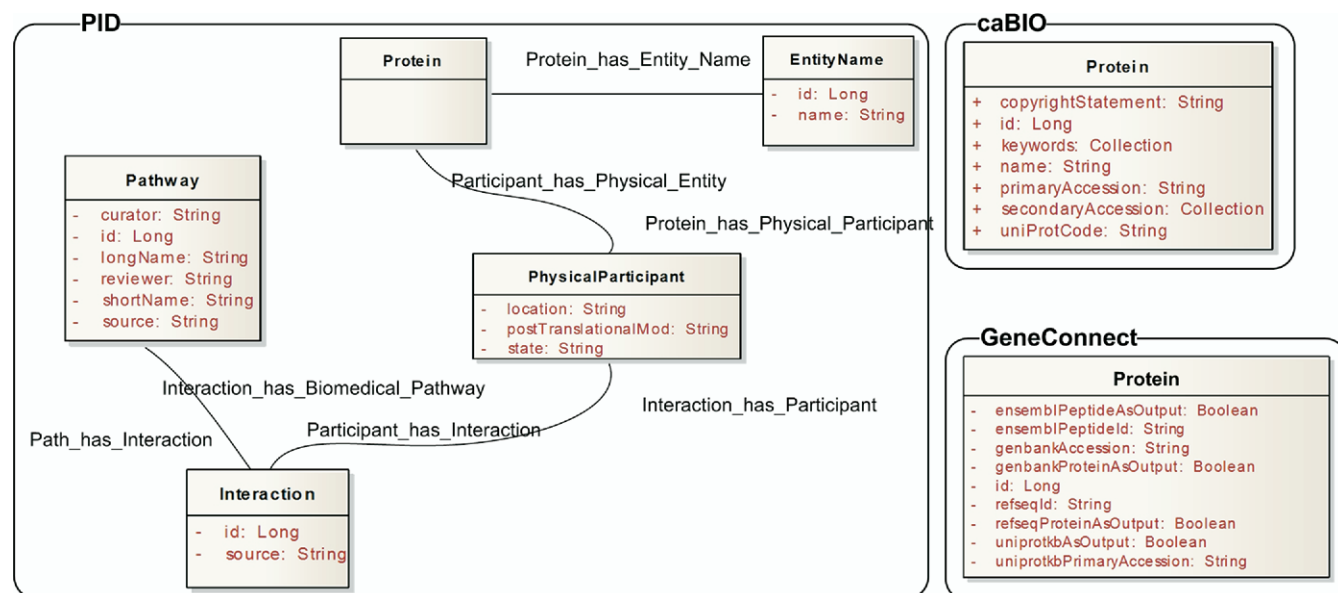 PID
Protein
Protein_has_Entity_Name
EntityName
- id: Long
- name: String
Participant_has_Physical_Entity
Protein_has_Physical_Participant
Pathway
- curator: String
- id: Long
- longName: String
- reviewer: String
- shortName: String
- source: String
PhysicalParticipant
- location: String
- postTranslationalMod: String
- state: String
Interaction_has_Biomedical_Pathway
Path_has_Interaction
Participant_has_Interaction
Interaction_has_Participant
Interaction
- id: Long
- source: String
caBIO
Protein
+ copyrightStatement: String
+ id: Long
+ keywords: Collection
+ name: String
+ primaryAccession: String
+ secondaryAccession: Collection
+ uniProtCode: String
GeneConnect
Protein
- ensemblPeptideAsOutput: Boolean
- ensemblPeptideId: String
- genbankAccession: String
- genbankProteinAsOutput: Boolean
- id: Long
- refseqId: String
- refseqProteinAsOutput: Boolean
- uniprotkbAsOutput: Boolean
- uniprotkbPrimaryAccession: String